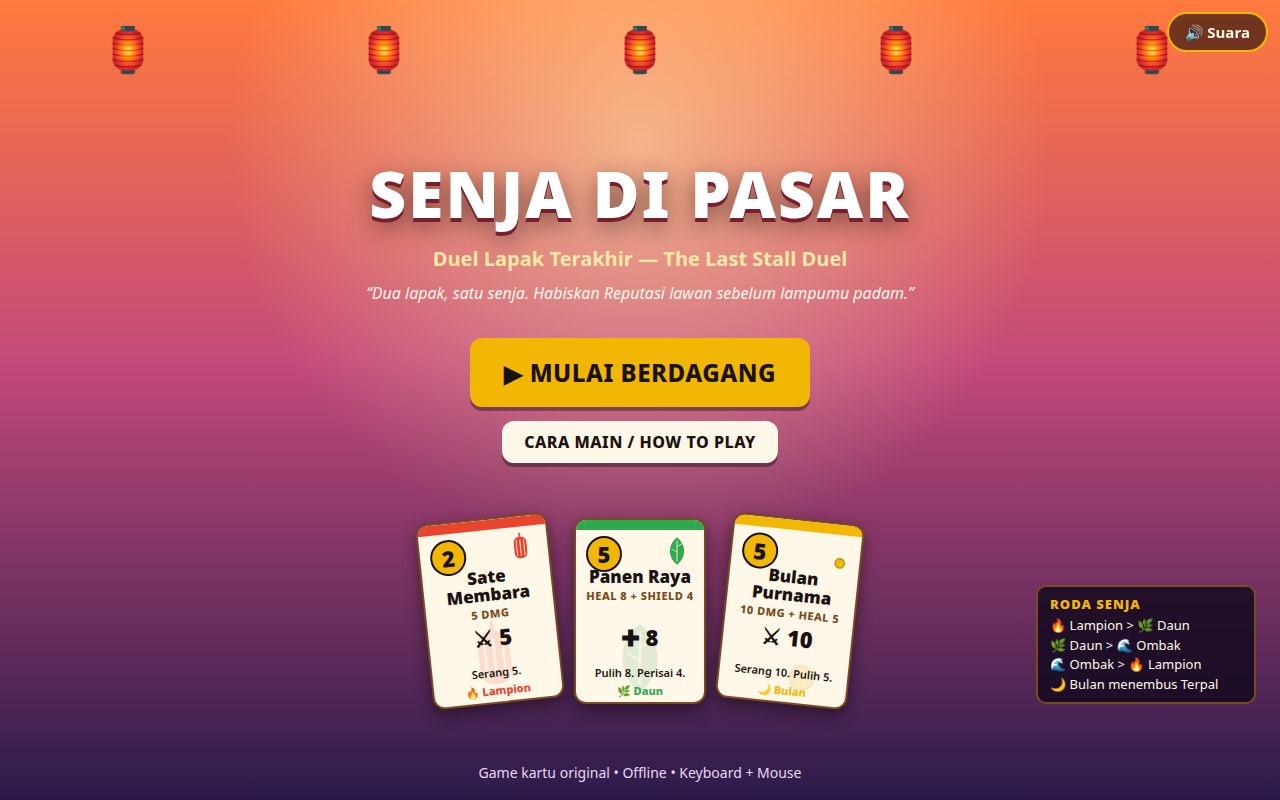 🔊 Suara
SENJA DI PASAR
Duel Lapak Terakhir — The Last Stall Duel
“Dua lapak, satu senja. Habiskan Reputasi lawan sebelum lampumu padam.”
▶ MULAI BERDAGANG
CARA MAIN / HOW TO PLAY
2
Sate
Membara
5 DMG
⚔ 5
Serang 5.
🔥 Lampion
5
Panen Raya
HEAL 8 + SHIELD 4
✚ 8
Pulih 8. Perisai 4.
🌿 Daun
5
Bulan
Purnama
10 DMG + HEAL 5
⚔ 10
Serang 10. Pulih 5.
🌙 Bulan
RODA SENJA
🔥 Lampion > 🌿 Daun
🌿 Daun > 🌊 Ombak
🌊 Ombak > 🔥 Lampion
🌙 Bulan menembus Terpal
Game kartu original • Offline • Keyboard + Mouse